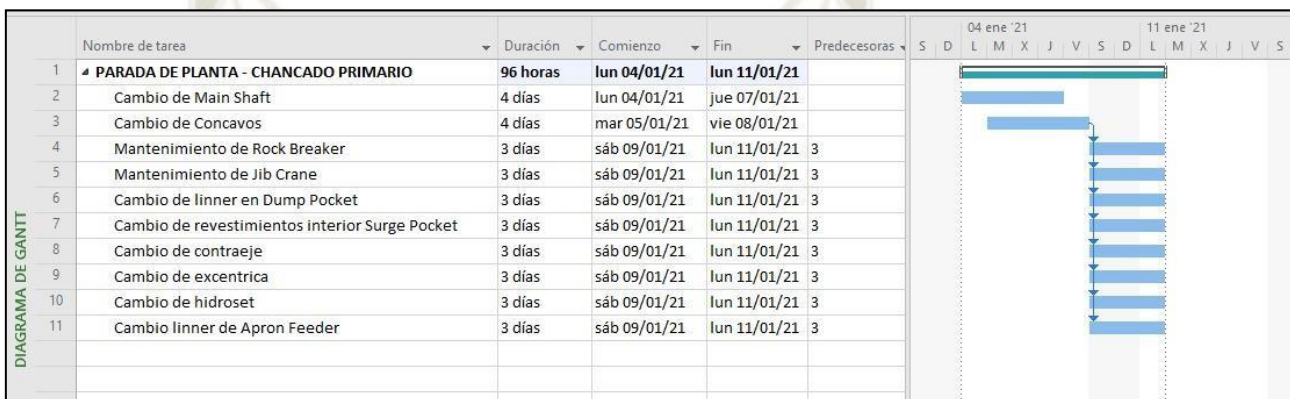 04 ene '21 11 ene '21
Nombre de tarea Duración Comienzo Fin Predecesoras S D L M X J V S D L M X J V S
1 PARADA DE PLANTA - CHANCADO PRIMARIO 96 horas lun 04/01/21 lun 11/01/21
2 Cambio de Main Shaft 4 días lun 04/01/21 jue 07/01/21
3 Cambio de Concavos 4 días mar 05/01/21 vie 08/01/21
4 Mantenimiento de Rock Breaker 3 días sáb 09/01/21 lun 11/01/21 3
5 Mantenimiento de Jib Crane 3 días sáb 09/01/21 lun 11/01/21 3
6 Cambio de linner en Dump Pocket 3 días sáb 09/01/21 lun 11/01/21 3
7 Cambio de revestimientos interior Surge Pocket 3 días sáb 09/01/21 lun 11/01/21 3
8 Cambio de contraeje 3 días sáb 09/01/21 lun 11/01/21 3
9 Cambio de excentrica 3 días sáb 09/01/21 lun 11/01/21 3
10 Cambio de hidroset 3 días sáb 09/01/21 lun 11/01/21 3
11 Cambio linner de Apron Feeder 3 días sáb 09/01/21 lun 11/01/21 3
DIAGRAMA DE GANTT